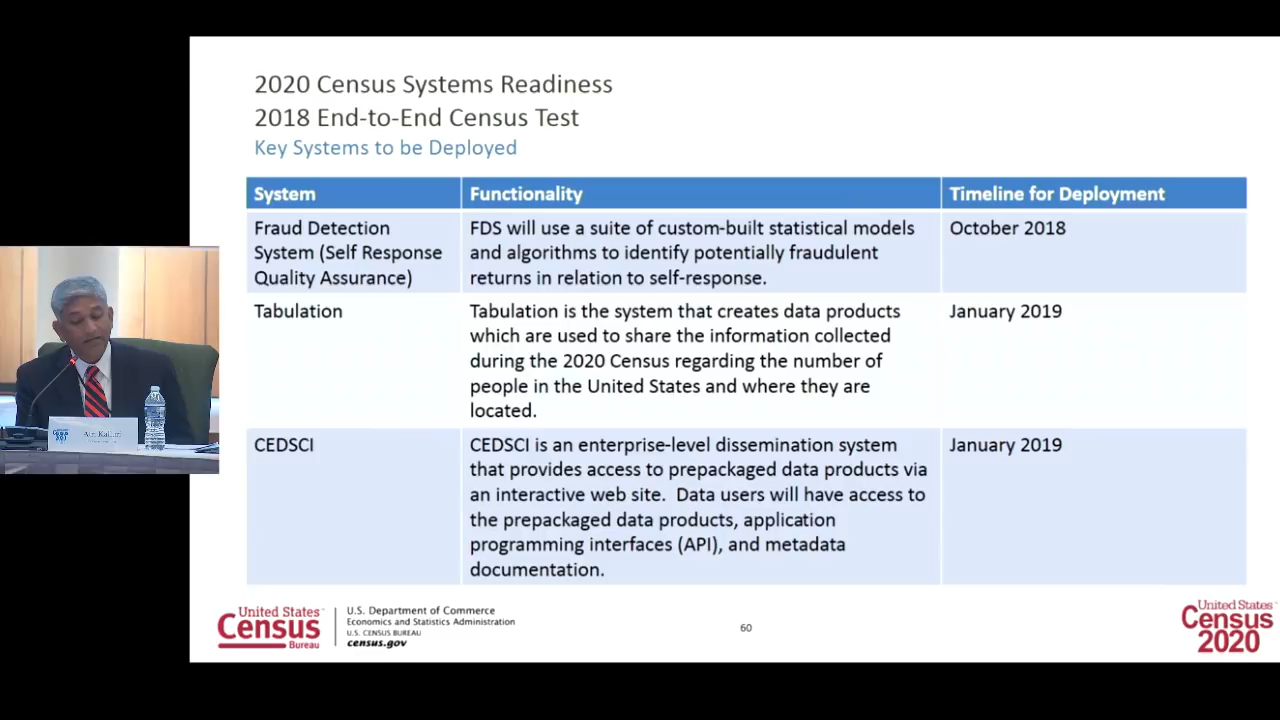 2020 Census Systems Readiness
2018 End-to-End Census Test
Key Systems to be Deployed
System
Functionality
Timeline for Deployment
Fraud Detection
System (Self Response
Quality Assurance)
FDS will use a suite of custom-built statistical models
and algorithms to identify potentially fraudulent
returns in relation to self-response.
October 2018
Tabulation
Tabulation is the system that creates data products
which are used to share the information collected
during the 2020 Census regarding the number of
people in the United States and where they are
located.
January 2019
CEDSCI
CEDSCI is an enterprise-level dissemination system
that provides access to prepackaged data products via
an interactive web site. Data users will have access to
the prepackaged data products, application
programming interfaces (API), and metadata
documentation.
January 2019
United States
Census
Bureau
U.S. Department of Commerce
Economics and Statistics Administration
U.S. CENSUS BUREAU
census.gov
60
United States
Census
2020